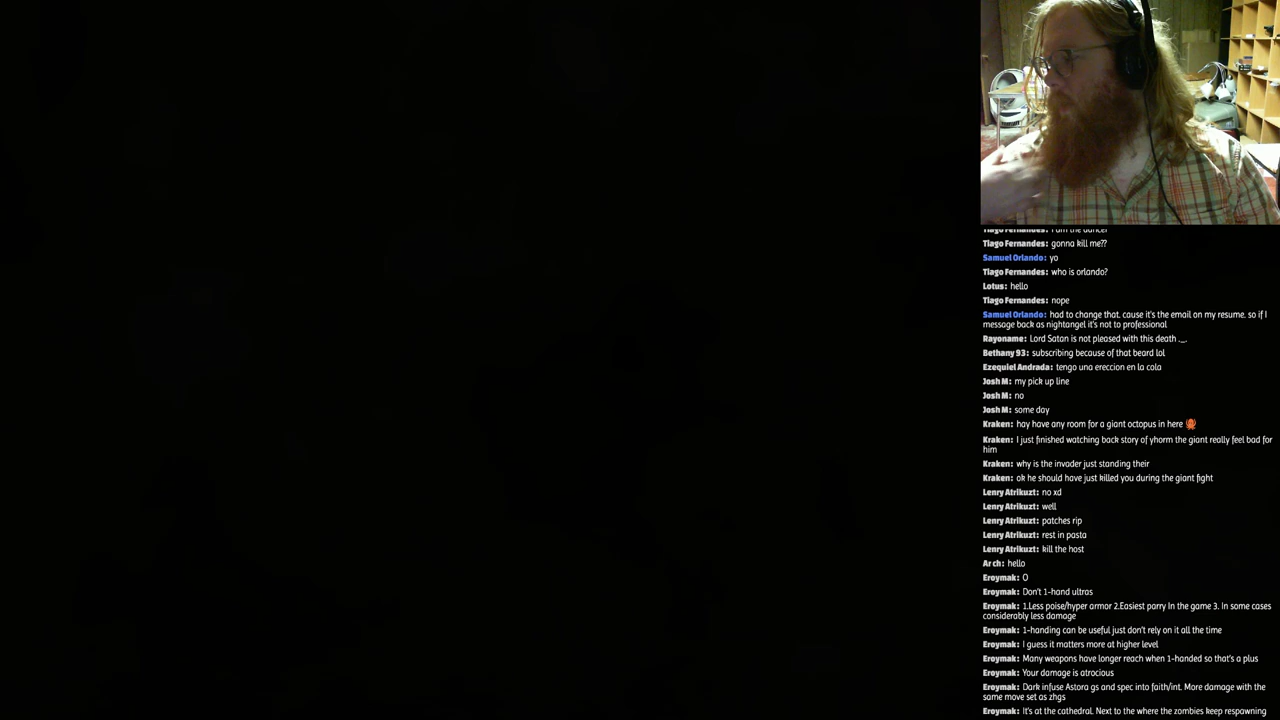 Tiago Fernandes: I am the dancer
Tiago Fernandes: gonna kill me??
Samuel Orlando: yo
Tiago Fernandes: who is orlando?
Lotus: hello
Tiago Fernandes: nope
Samuel Orlando: had to change that. cause it's the email on my resume. so if I
message back as nightangel it's not to professional
Rayoname: Lord Satan is not pleased with this death ._.
Bethany 93: subscribing because of that beard lol
Ezequiel Andrada: tengo una ereccion en la cola
Josh M: my pick up line
Josh M: no
Josh M: some day
Kraken: hay have any room for a giant octopus in here 🐙
Kraken: I just finished watching back story of yhorm the giant really feel bad for
him
Kraken: why is the invader just standing their
Kraken: ok he should have just killed you during the giant fight
Lenry Atrikuzt: no xd
Lenry Atrikuzt: well
Lenry Atrikuzt: patches rip
Lenry Atrikuzt: rest in pasta
Lenry Atrikuzt: kill the host
Ar ch: hello
Eroymak: O
Eroymak: Don't 1-hand ultras
Eroymak: 1.Less poise/hyper armor 2.Easiest parry In the game 3. In some cases
considerably less damage
Eroymak: 1-handing can be useful just don't rely on it all the time
Eroymak: I guess it matters more at higher level
Eroymak: Many weapons have longer reach when 1-handed so that's a plus
Eroymak: Your damage is atrocious
Eroymak: Dark infuse Astora gs and spec into faith/int. More damage with the
same move set as zhgs
Eroymak: It's at the cathedral. Next to the where the zombies keep respawning